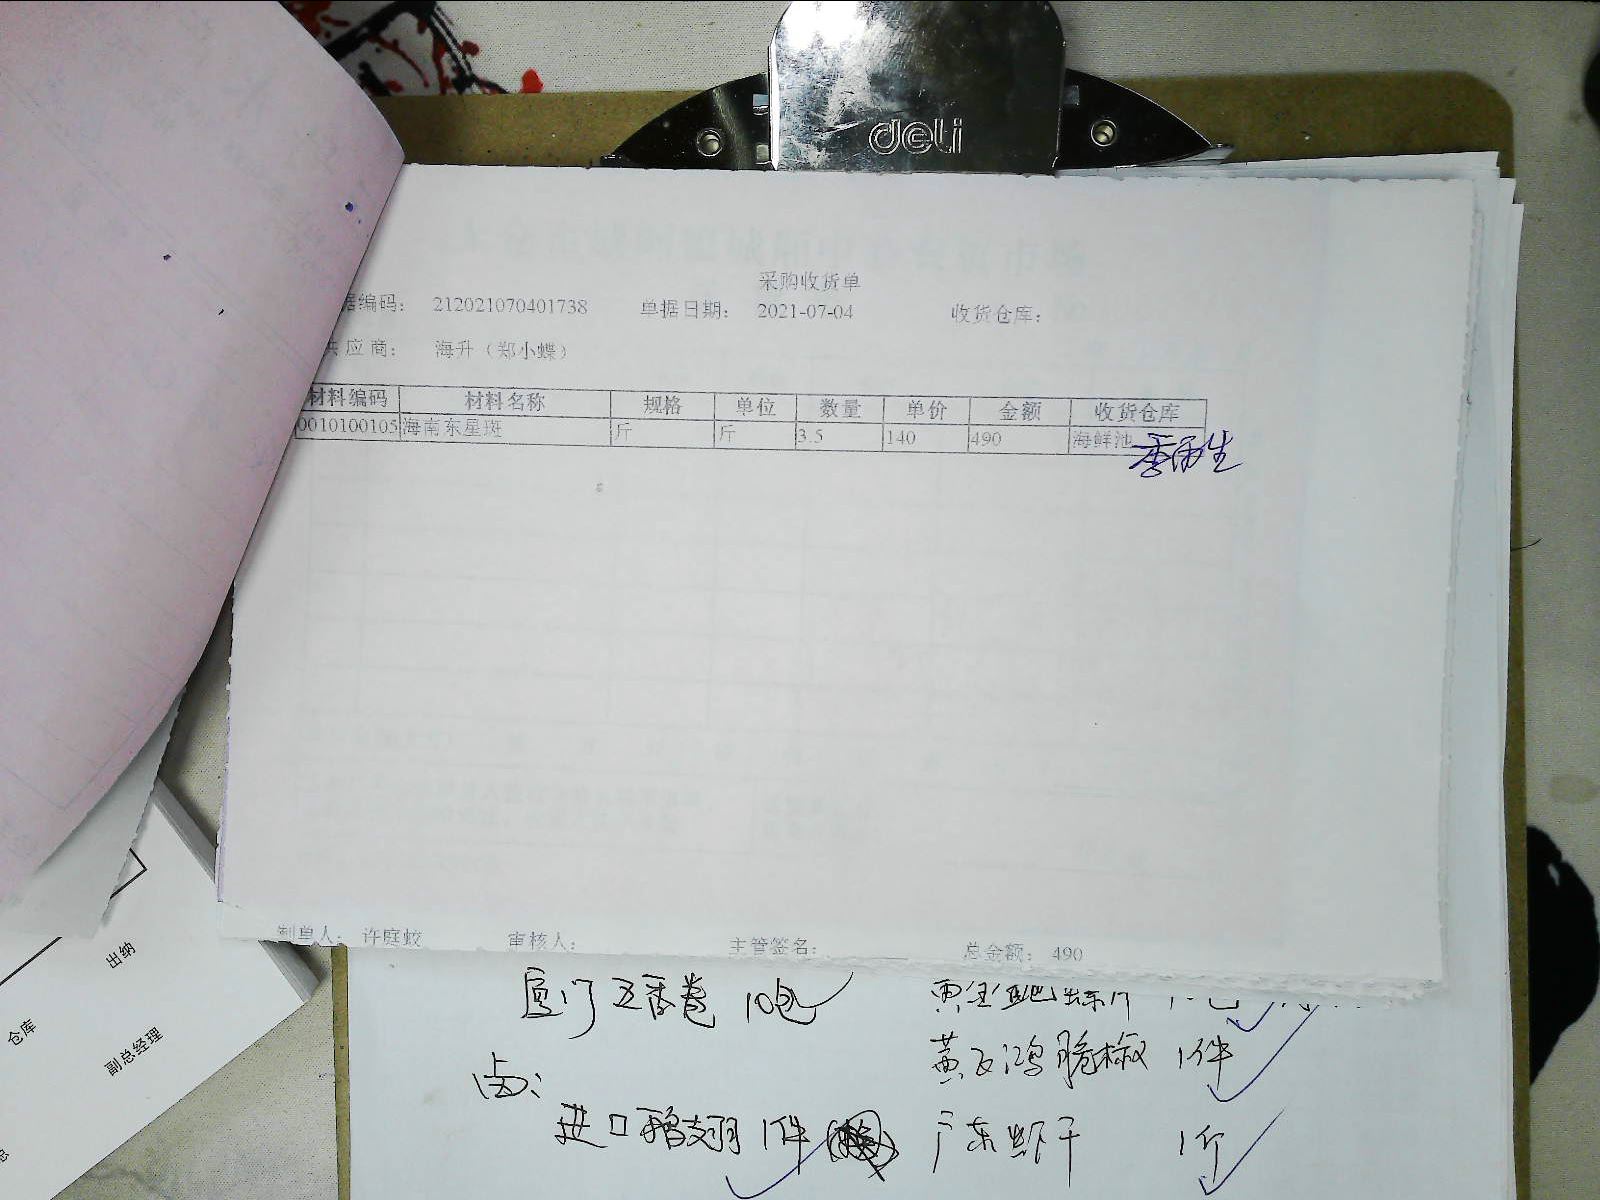 deli
采购收货单
据编码： 212021070401738 单据日期： 2021-07-04 收货仓库：
供应商： 海升（郑小蝶）
材料编码 材料名称 规格 单位 数量 单价 金额 收货仓库
0010100105 海南东星斑 斤 斤 3.5 140 490 海鲜池
制单人： 许庭蛟 审核人： 主管签名： 总金额： 490
厦门五香卷 10包
黄飞鸿脆椒 1件
卤：
进口鸭翅 1件
广东虾干 1斤
出纳
仓库
副总经理